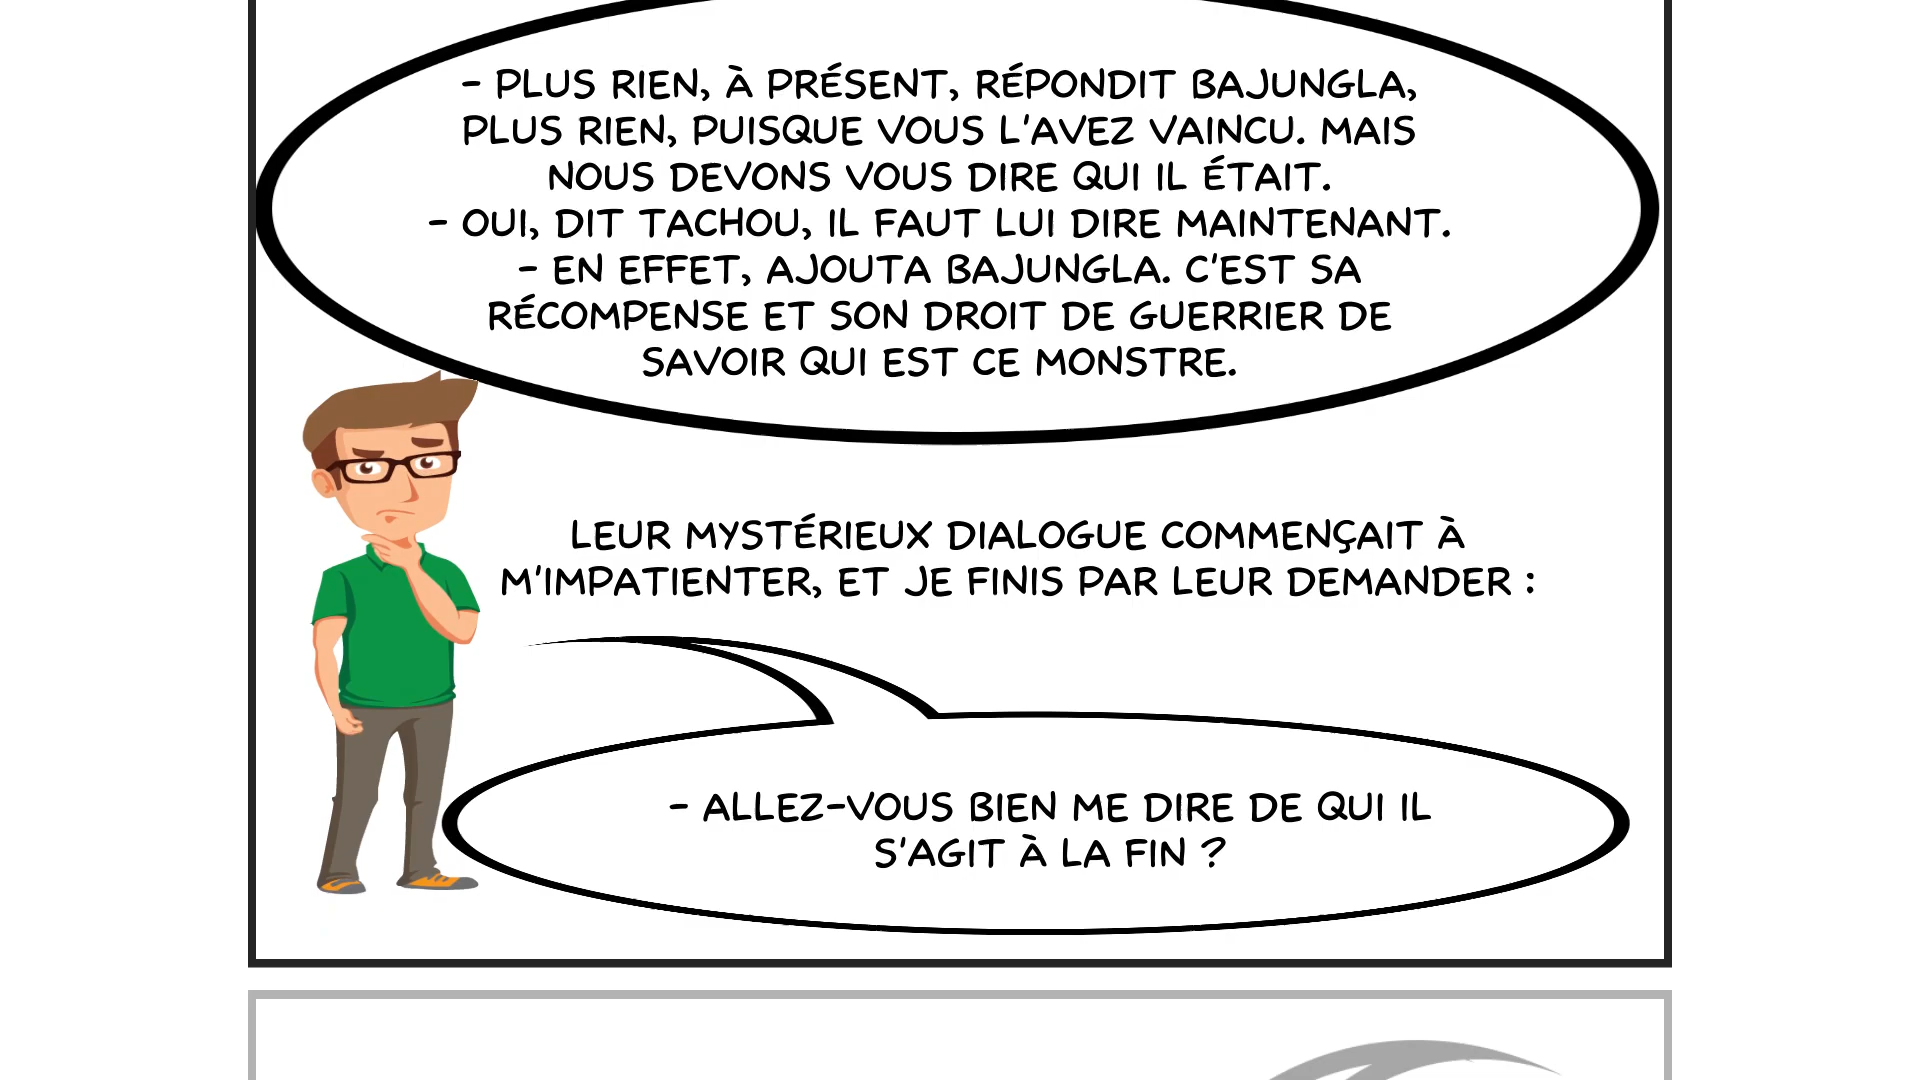 - PLUS RIEN, À PRÉSENT, RÉPONDIT BAJUNGLA,
PLUS RIEN, PUISQUE VOUS L'AVEZ VAINCU. MAIS
NOUS DEVONS VOUS DIRE QUI IL ÉTAIT.
- OUI, DIT TACHOU, IL FAUT LUI DIRE MAINTENANT.
- EN EFFET, AJOUTA BAJUNGLA. C'EST SA
RÉCOMPENSE ET SON DROIT DE GUERRIER DE
SAVOIR QUI EST CE MONSTRE.
LEUR MYSTÉRIEUX DIALOGUE COMMENÇAIT À
M'IMPATIENTER, ET JE FINIS PAR LEUR DEMANDER :
- ALLEZ-VOUS BIEN ME DIRE DE QUI IL
S'AGIT À LA FIN ?